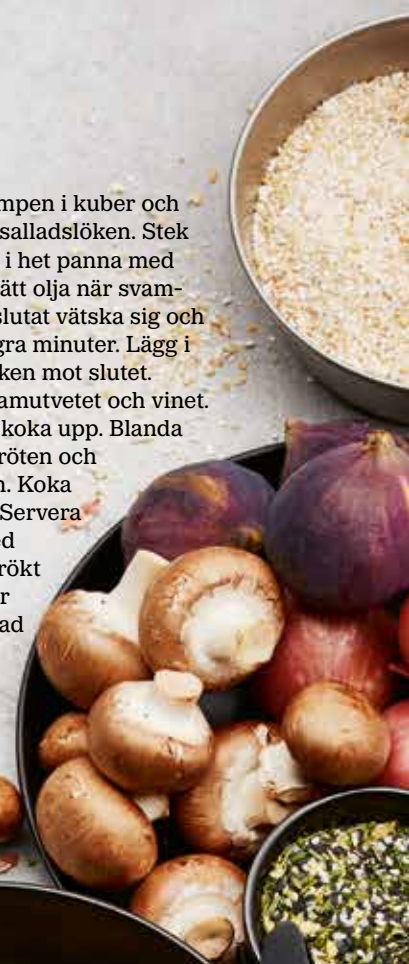 mpen i kuber och
salladslöken. Stek
i het panna med
ätt olja när svam-
slutat vätska sig och
gra minuter. Lägg i
ken mot slutet.
amutvetet och vinet.
koka upp. Blanda
röten och
n. Koka
Servera
ed
rökt
r
ad